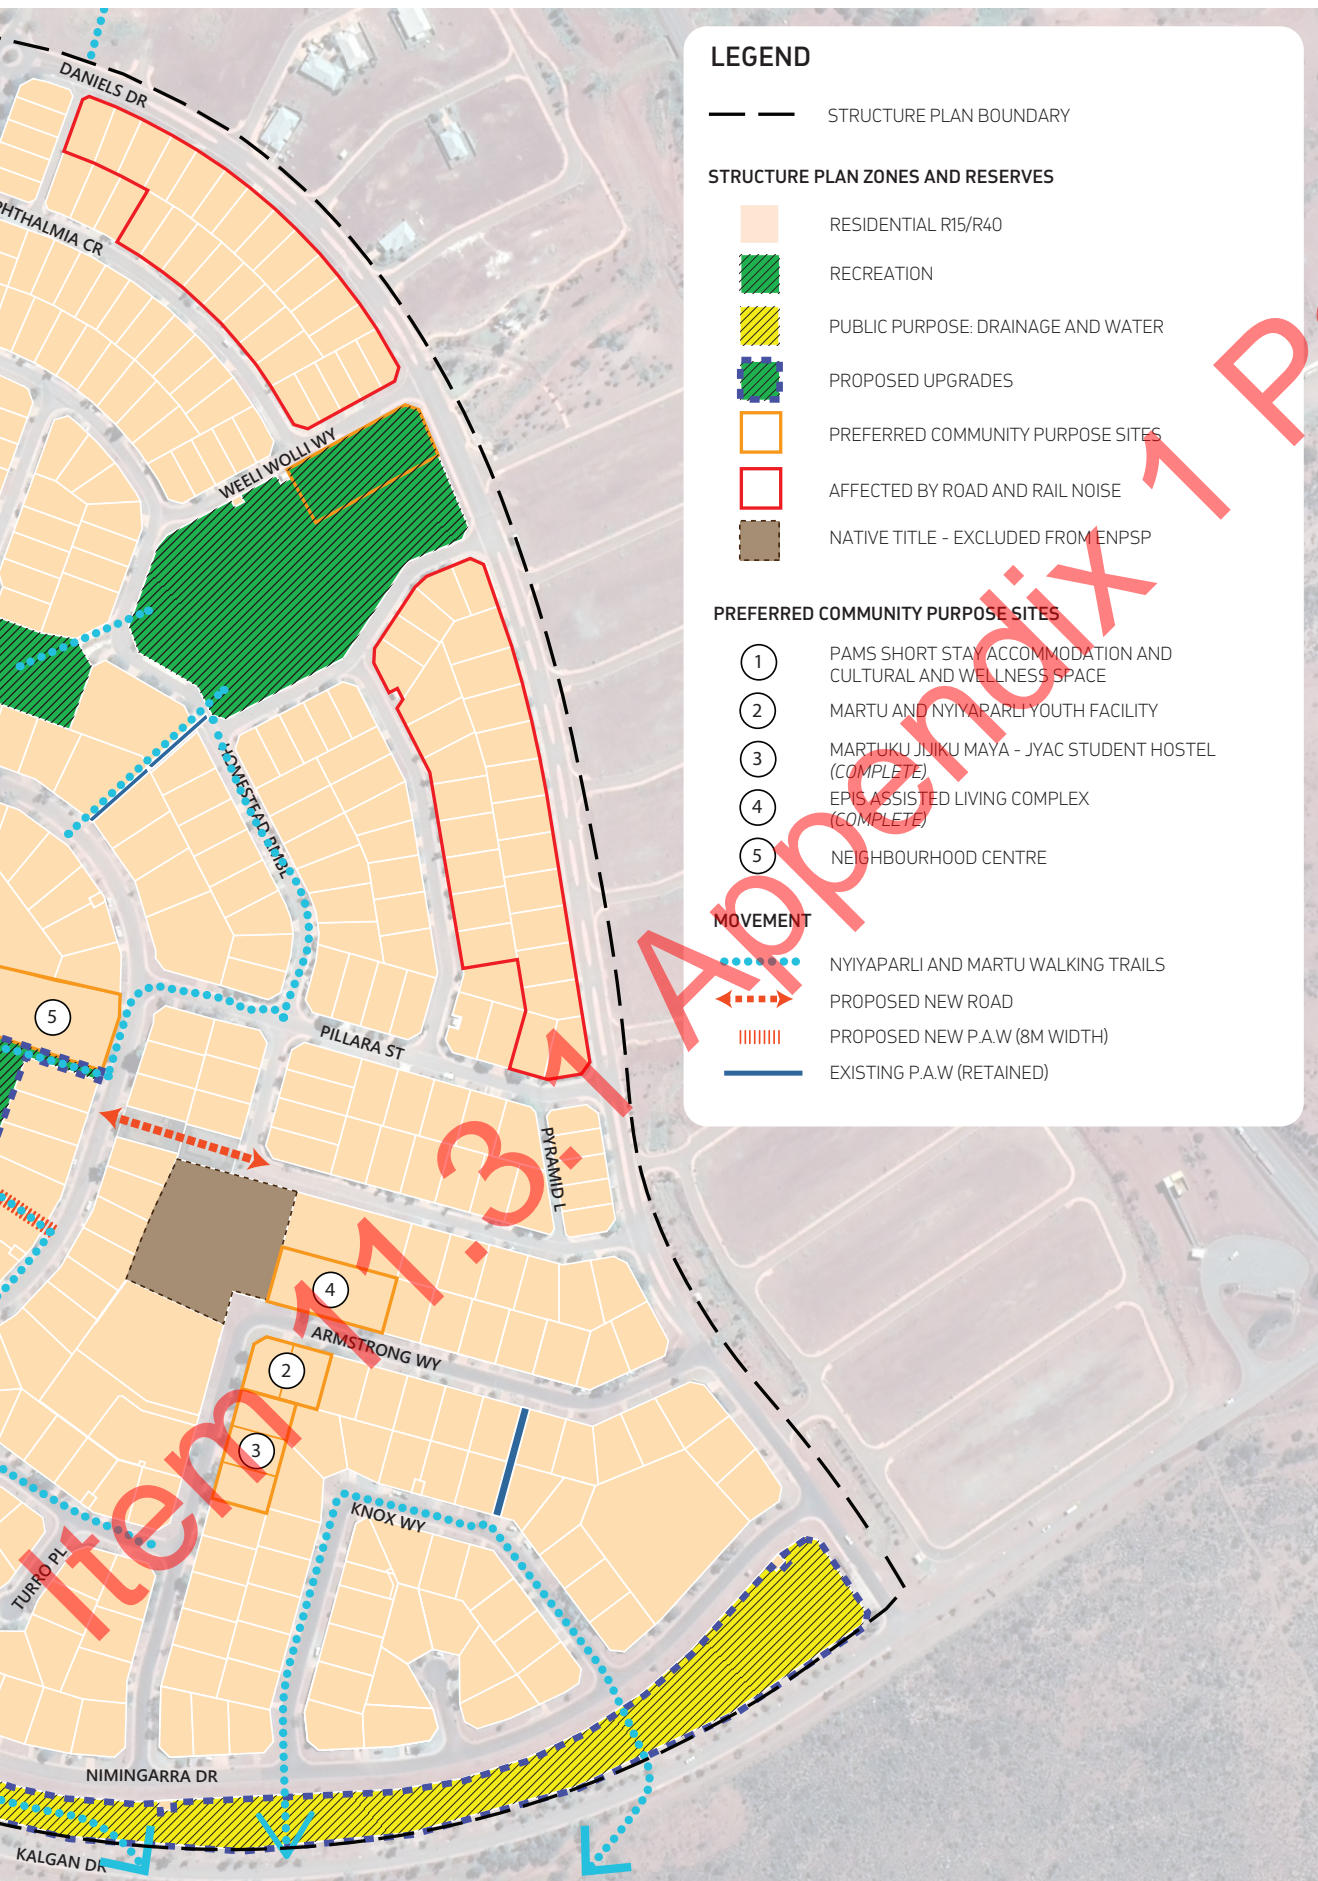 LEGEND
STRUCTURE PLAN BOUNDARY
STRUCTURE PLAN ZONES AND RESERVES
RESIDENTIAL R15/R40
RECREATION
PUBLIC PURPOSE: DRAINAGE AND WATER
PROPOSED UPGRADES
PREFERRED COMMUNITY PURPOSE SITES
AFFECTED BY ROAD AND RAIL NOISE
NATIVE TITLE - EXCLUDED FROM ENPSP
PREFERRED COMMUNITY PURPOSE SITES
1 PAMS SHORT STAY ACCOMMODATION AND
CULTURAL AND WELLNESS SPACE
2 MARTU AND NYIYAPARLI YOUTH FACILITY
3 MARTUKU JIJIKU MAYA - JYAC STUDENT HOSTEL
(COMPLETE)
4 EPIS ASSISTED LIVING COMPLEX
(COMPLETE)
5 NEIGHBOURHOOD CENTRE
MOVEMENT
NYIYAPARLI AND MARTU WALKING TRAILS
PROPOSED NEW ROAD
PROPOSED NEW P.A.W (8M WIDTH)
EXISTING P.A.W (RETAINED)
DANIELS DR
PHTHALMIA CR
WEELI WOLLI WY
HOMESTEAD RMBL
5
PILLARA ST
PYRAMID L
4
ARMSTRONG WY
2
3
KNOX WY
TURRO PL
NIMINGARRA DR
KALGAN DR
Item 11.3.1 Appendix 1 P